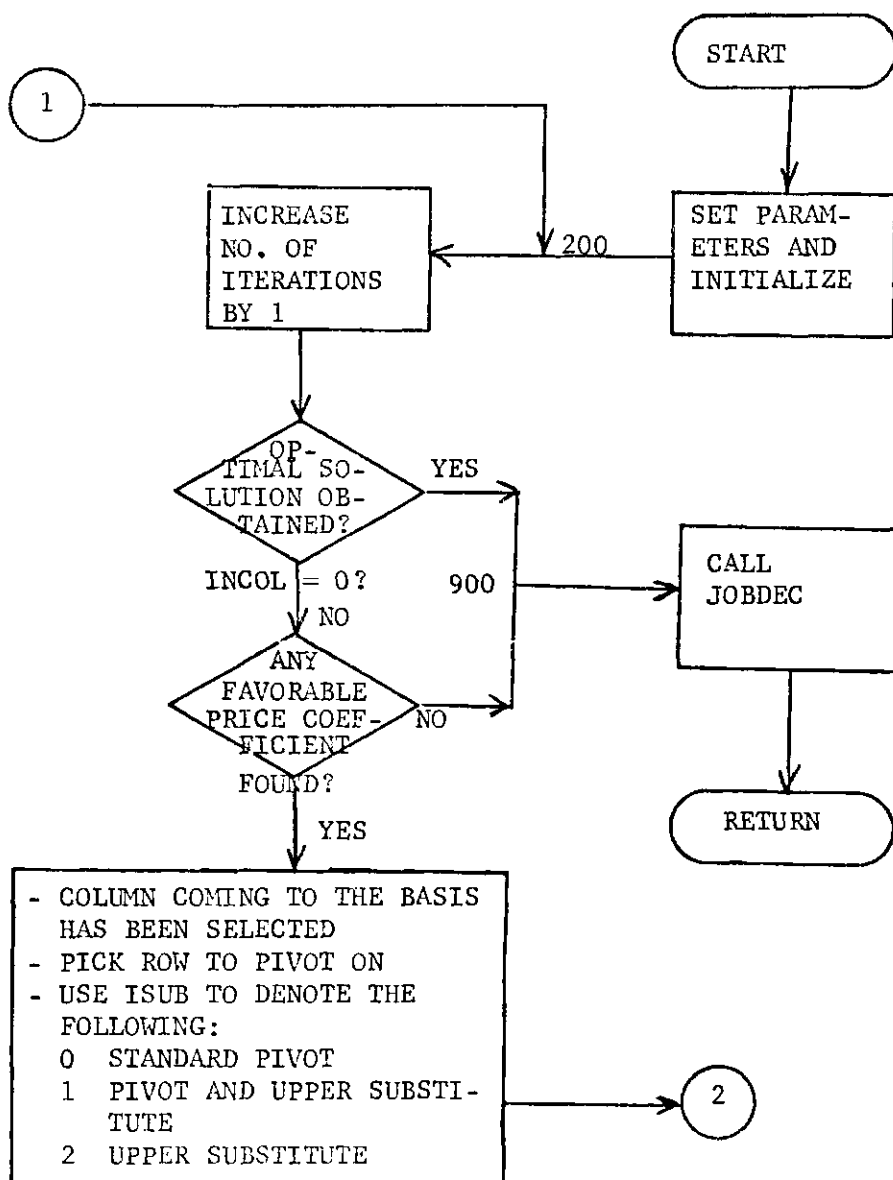 START
1
SET PARAM-
ETERS AND
INITIALIZE
200
INCREASE
NO. OF
ITERATIONS
BY 1
OP-
TIMAL SO-
LUTION OB-
TAINED?
YES
INCOL = 0?
NO
900
CALL
JOBDEC
ANY
FAVORABLE
PRICE COEF-
FICIENT
FOUND?
NO
YES
RETURN
- COLUMN COMING TO THE BASIS
HAS BEEN SELECTED
- PICK ROW TO PIVOT ON
- USE ISUB TO DENOTE THE
FOLLOWING:
0 STANDARD PIVOT
1 PIVOT AND UPPER SUBSTI-
TUTE
2 UPPER SUBSTITUTE
2